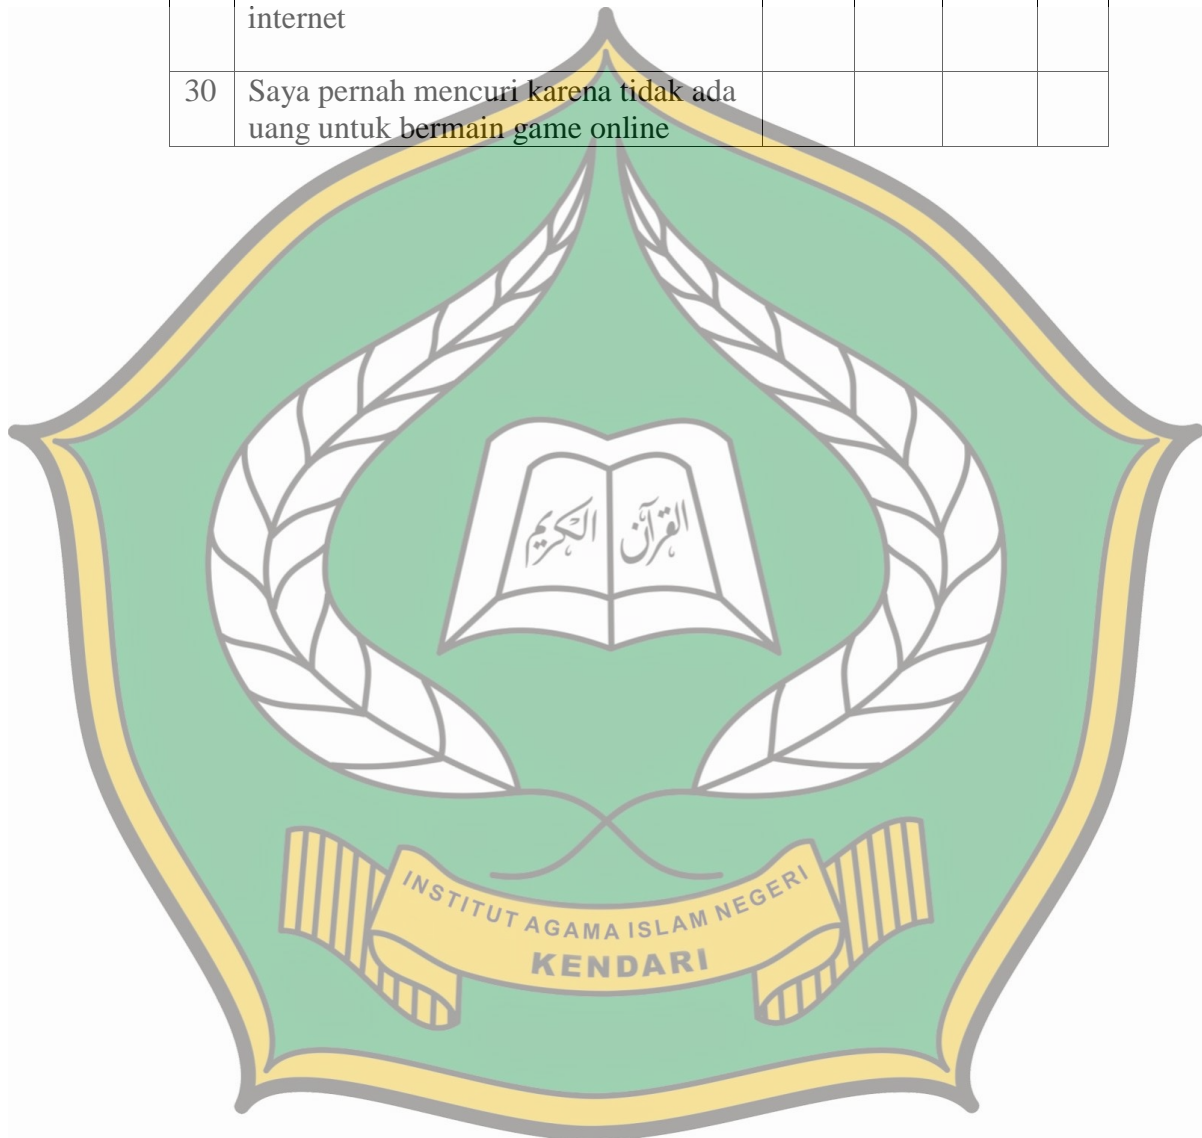 internet
30 Saya pernah mencuri karena tidak ada
uang untuk bermain game online
القرآن الكريم
INSTITUT AGAMA ISLAM NEGERI
KENDARI